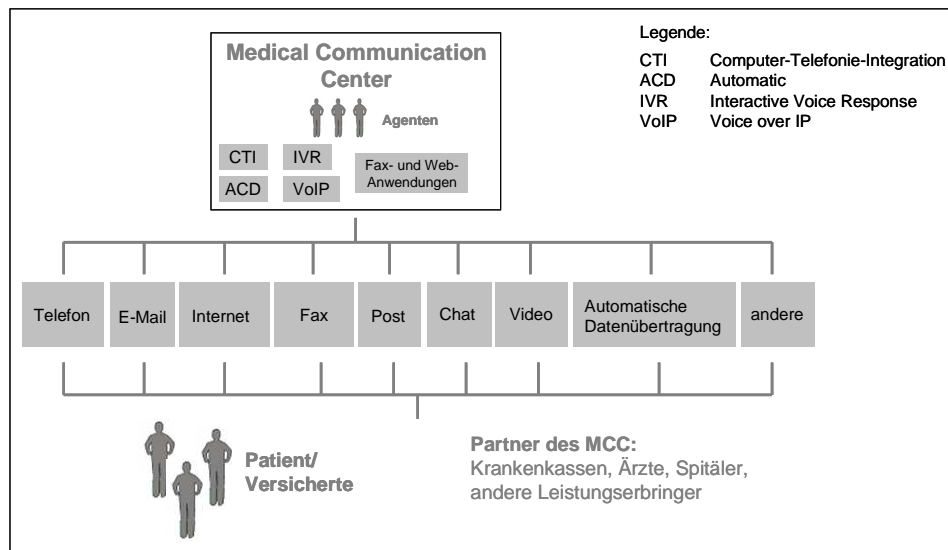 Medical Communication
Center
Agenten
CTI
IVR
Fax- und Web-
Anwendungen
ACD
VoIP
Legende:
CTI Computer-Telefonie-Integration
ACD Automatic
IVR Interactive Voice Response
VoIP Voice over IP
Telefon
E-Mail
Internet
Fax
Post
Chat
Video
Automatische
Datenübertragung
andere
Patient/
Versicherte
Partner des MCC:
Krankenkassen, Ärzte, Spitäler,
andere Leistungserbringer